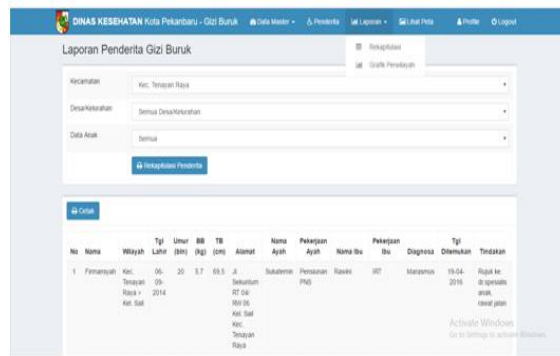 DINAS KESEHATAN Kota Pekanbaru - Gizi Buruk Data Master Penderita Laporan Lihat Peta Profile Logout
Rekapitulasi
Grafik Perwilayah
Laporan Penderita Gizi Buruk
Kecamatan Kec. Tenayan Raya
Desa/Kelurahan Semua Desa/Kelurahan
Data Anak Semua
Rekapitulasi Penderita
Cetak
Tgl Umur BB TB Nama Pekerjaan Pekerjaan Tgl
No Nama Wilayah Lahir (bln) (kg) (cm) Alamat Ayah Ayah Nama Ibu Ibu Diagnosa Ditemukan Tindakan
1 Firmansyah Kec. 06- 20 5,7 69,5 Jl. Sukatemin Pensiunan Rawini IRT Marasmus 19-04- Rujuk ke
Tenayan 09- Sekuntum PNS 2016 dr spesialis
Raya » 2014 RT 04/ anak,
Kel. Sail RW 06 rawat jalan
Kel. Sail
Kec.
Tenayan
Raya
Activate Windows
Go to Settings to activate Windows.